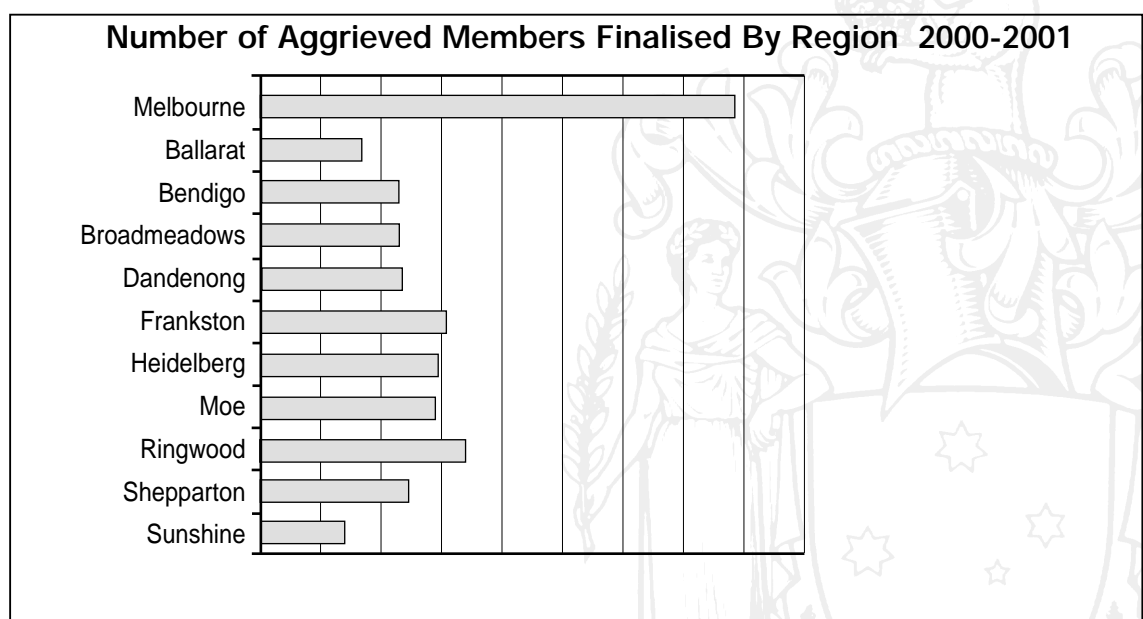 Number of Aggrieved Members Finalised By Region 2000-2001
Melbourne
Ballarat
Bendigo
Broadmeadows
Dandenong
Frankston
Heidelberg
Moe
Ringwood
Shepparton
Sunshine